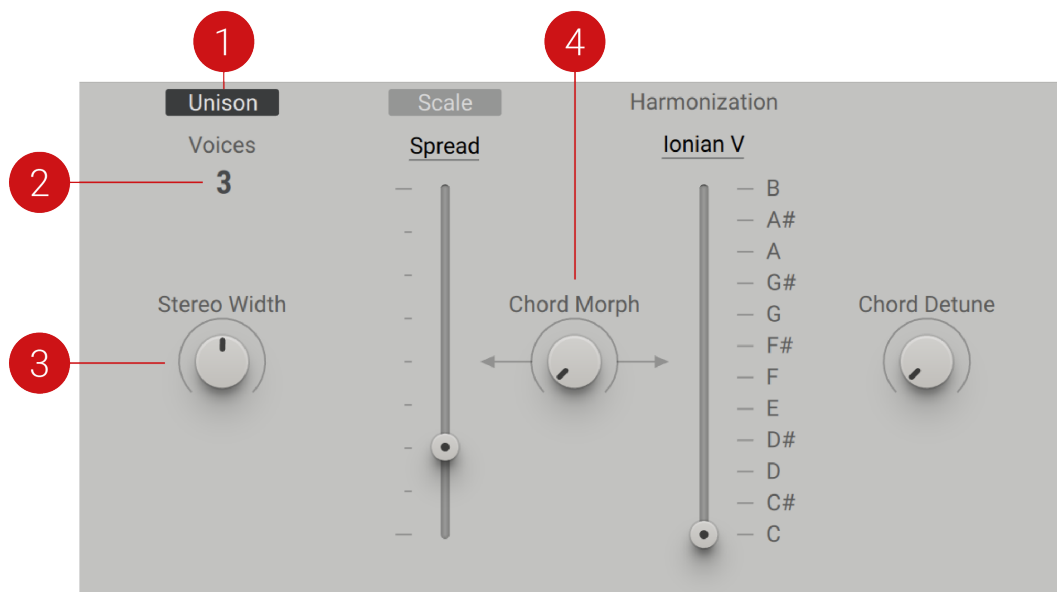 1
4
Unison
Scale
Harmonization
Voices
Spread
Ionian V
2
3
B
A#
A
G#
Stereo Width
Chord Morph
Chord Detune
G
3
F#
F
E
D#
D
C#
C